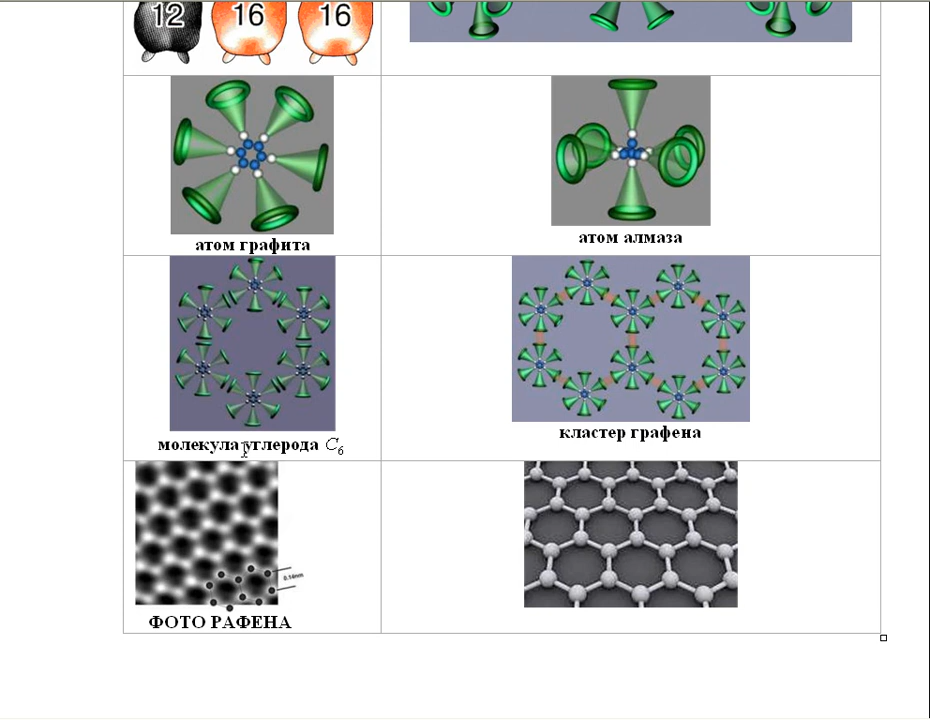 12 16 16
атом графита
атом алмаза
молекула углерода C₆
кластер графена
0.14nm
ФОТО РАФЕНА